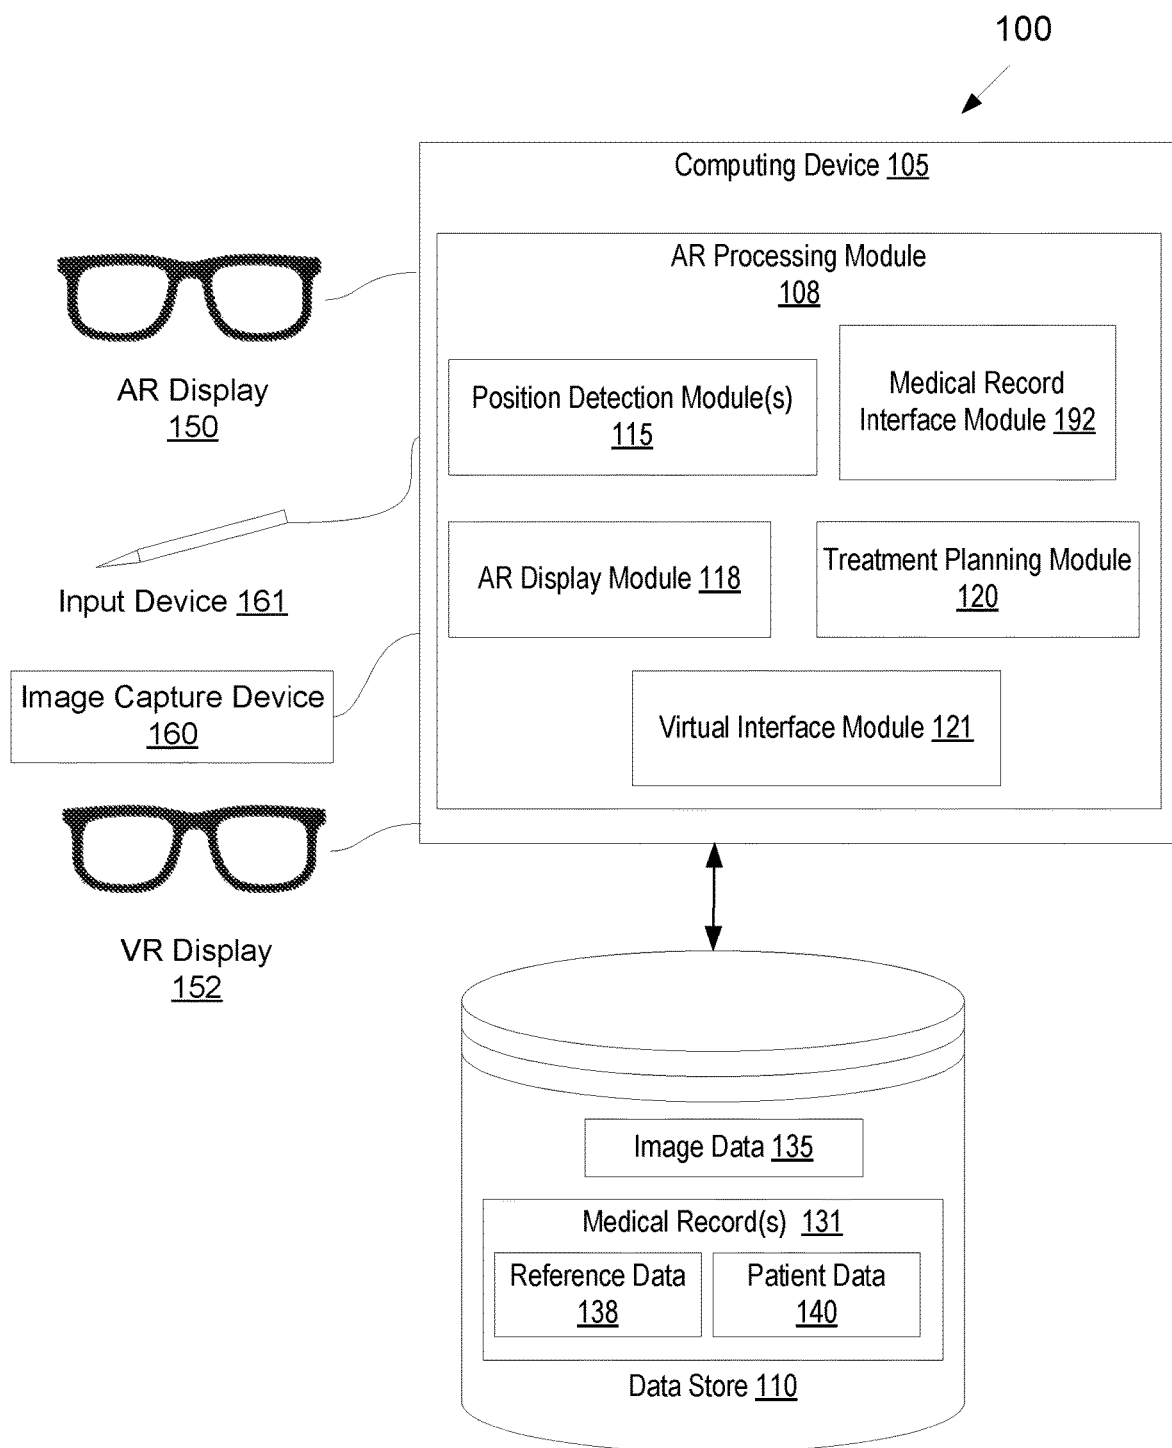 100
Computing Device 105
AR Processing Module
108
Position Detection Module(s)
115
Medical Record
Interface Module 192
AR Display Module 118
Treatment Planning Module
120
Virtual Interface Module 121
AR Display
150
Input Device 161
Image Capture Device
160
VR Display
152
Image Data 135
Medical Record(s) 131
Reference Data
138
Patient Data
140
Data Store 110